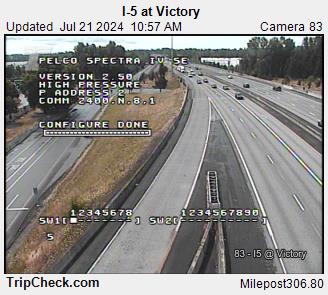 I-5 at Victory
Updated Jul 21 2024 10:57 AM Camera 83
PELCO SPECTRA IV SE
VERSION 2.50
HIGH PRESSURE
P ADDRESS 2
COMM 2400,N,8,1
CONFIGURE DONE
12345678 1234567890
SW1[ SW2[
S
83 - I5 @ Victory
TripCheck.com Milepost306.80